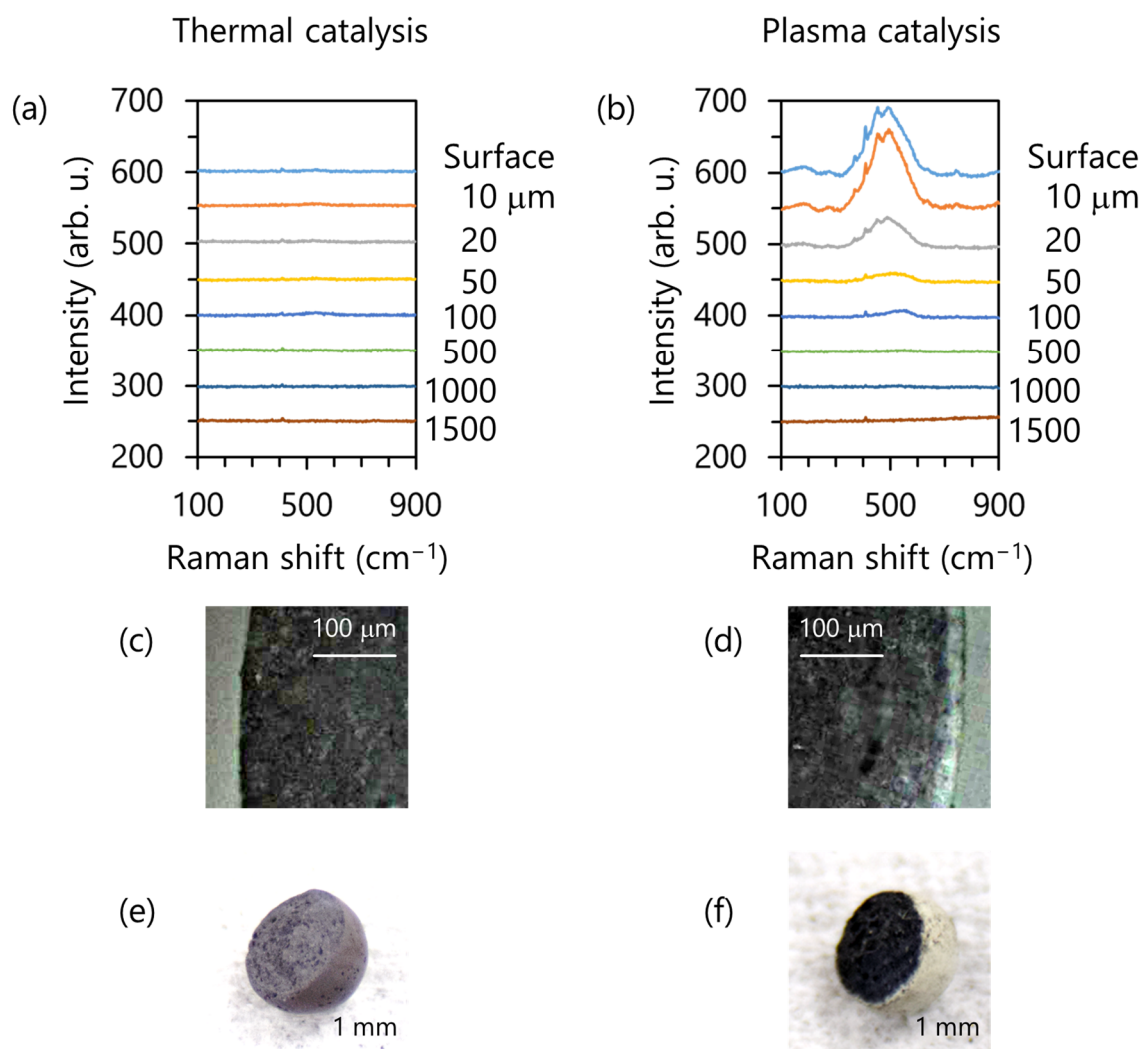 Thermal catalysis
Plasma catalysis
(a)
700
600
500
400
300
200
Intensity (arb. u.)
100
500
900
Raman shift (cm⁻¹)
Surface
10 μm
20
50
100
500
1000
1500
(b)
700
600
500
400
300
200
Intensity (arb. u.)
100
500
900
Raman shift (cm⁻¹)
Surface
10 μm
20
50
100
500
1000
1500
(c)
100 μm
(d)
100 μm
(e)
1 mm
(f)
1 mm